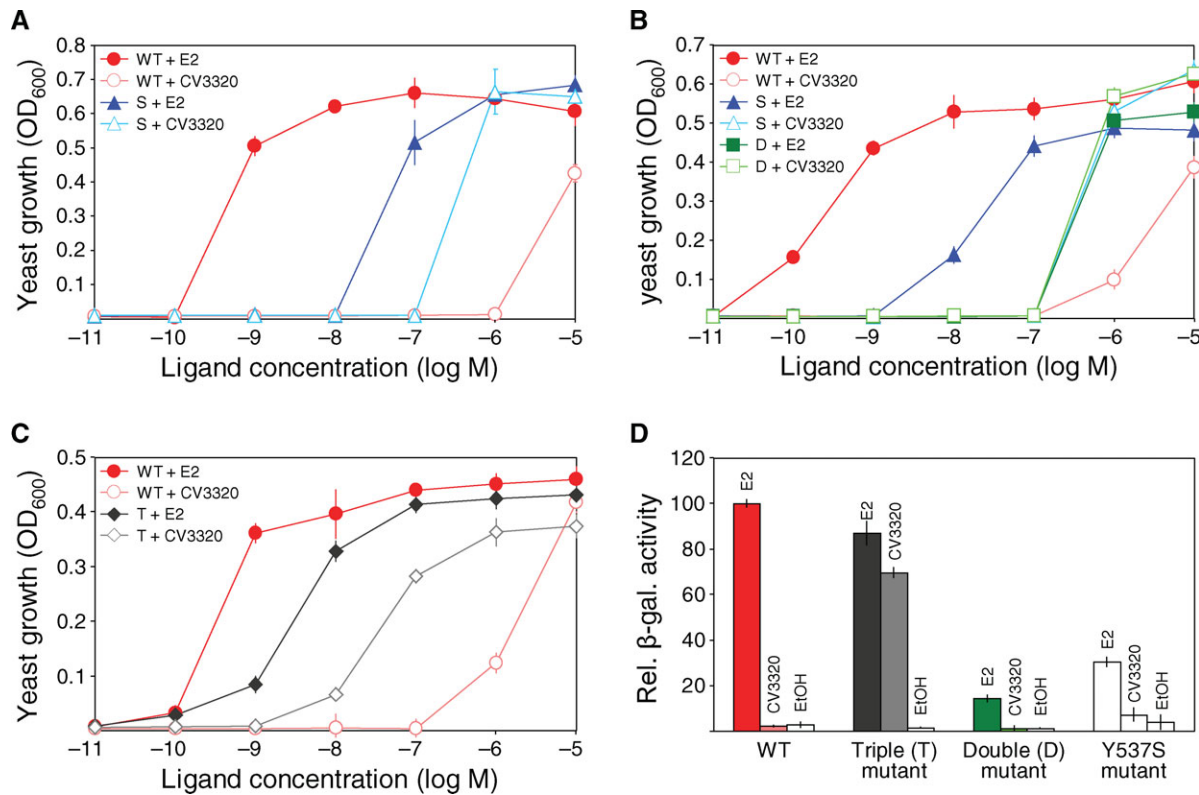 A
Yeast growth (OD600)
0.8
0.7
0.6
0.5
0.4
0.3
0.2
0.1
WT + E2
WT + CV3320
S + E2
S + CV3320
–11 –10 –9 –8 –7 –6 –5
Ligand concentration (log M)
B
yeast growth (OD600)
0.7
0.6
0.5
0.4
0.3
0.2
0.1
WT + E2
WT + CV3320
S + E2
S + CV3320
D + E2
D + CV3320
–11 –10 –9 –8 –7 –6 –5
Ligand concentration (log M)
C
Yeast growth (OD600)
0.5
0.4
0.3
0.2
0.1
WT + E2
WT + CV3320
T + E2
T + CV3320
–11 –10 –9 –8 –7 –6 –5
Ligand concentration (log M)
D
Rel. β-gal. activity
120
100
80
60
40
20
E2
CV3320
EtOH
E2
CV3320
EtOH
E2
CV3320
EtOH
E2
CV3320
EtOH
WT
Triple (T)
mutant
Double (D)
mutant
Y537S
mutant